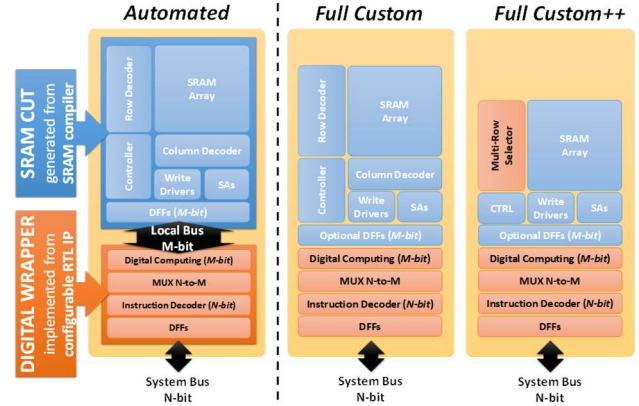 Automated
Full Custom
Full Custom++
SRAM CUT
generated from
SRAM compiler
Row Decoder
SRAM
Array
Controller
Column Decoder
Write
Drivers
SAs
DFFs (M-bit)
Local Bus
M-bit
DIGITAL WRAPPER
implemented from
configurable RTL IP
Digital Computing (M-bit)
MUX N-to-M
Instruction Decoder (N-bit)
DFFs
System Bus
N-bit
Row Decoder
SRAM
Array
Controller
Column Decoder
Write
Drivers
SAs
Optional DFFs (M-bit)
Digital Computing (M-bit)
MUX N-to-M
Instruction Decoder (N-bit)
DFFs
System Bus
N-bit
Multi-Row
Selector
SRAM
Array
CTRL
Write
Drivers
SAs
Optional DFFs (M-bit)
Digital Computing (M-bit)
MUX N-to-M
Instruction Decoder (N-bit)
DFFs
System Bus
N-bit